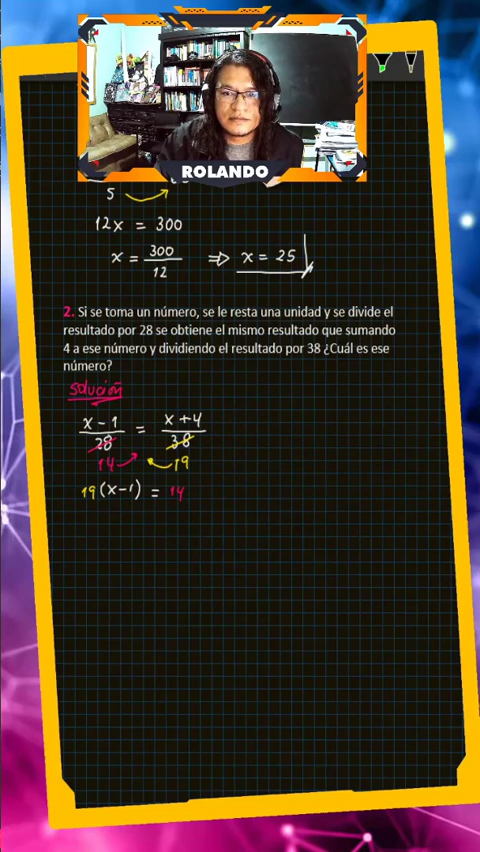 ROLANDO
5
12x = 300
x = 300/12 ⇒ x = 25
2. Si se toma un número, se le resta una unidad y se divide el
resultado por 28 se obtiene el mismo resultado que sumando
4 a ese número y dividiendo el resultado por 38 ¿Cuál es ese
número?
Solución
x-1/28 = x+4/38
14 19
19(x-1) = 14